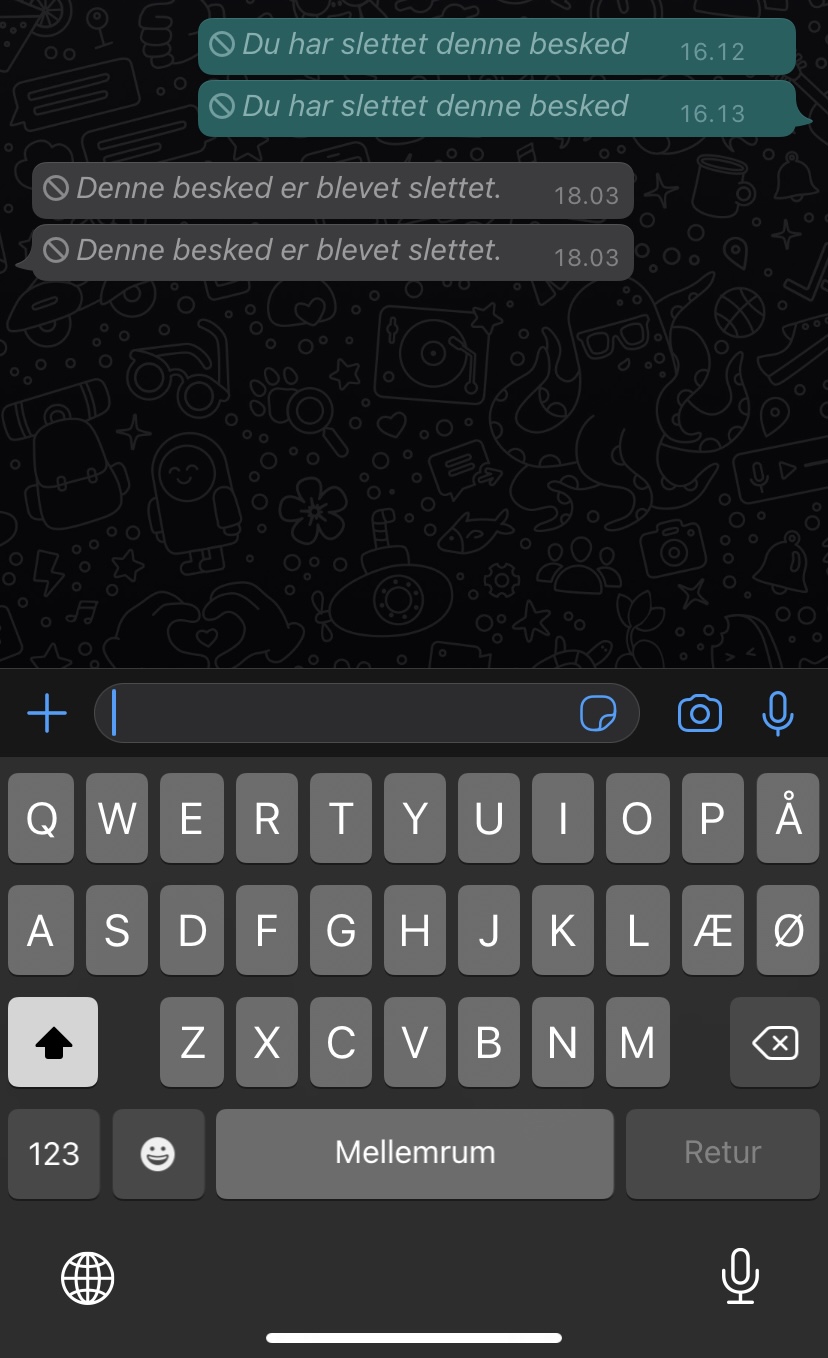 Du har slettet denne besked 16.12
Du har slettet denne besked 16.13
Denne besked er blevet slettet. 18.03
Denne besked er blevet slettet. 18.03
Q W E R T Y U I O P Å
A S D F G H J K L Æ Ø
Z X C V B N M
123 Mellemrum Retur